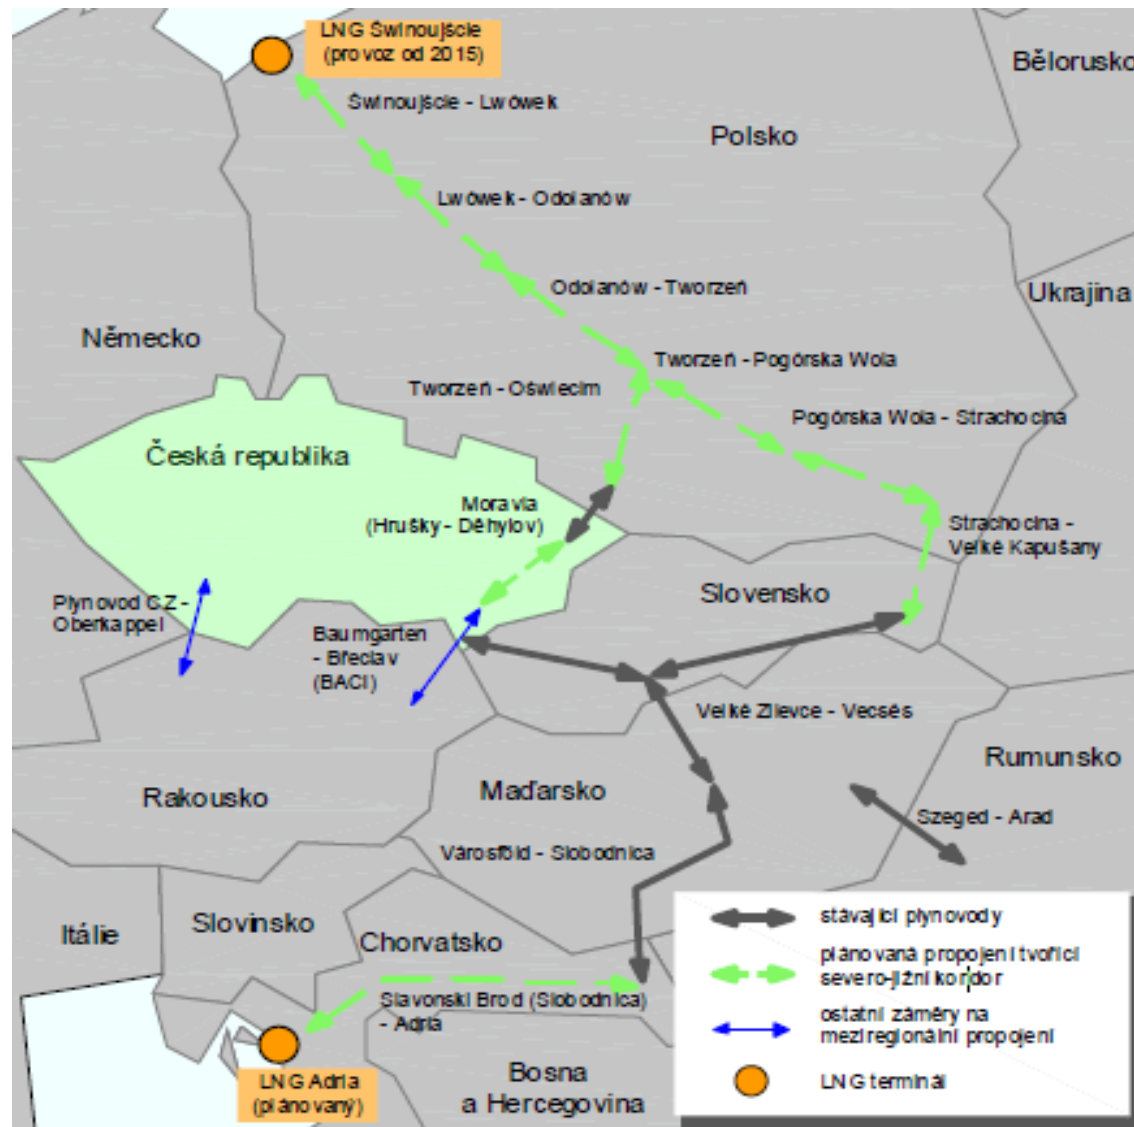 LNG Świnoujście
(provoz od 2015)
Bělorusko
Świnoujście - Lwówek
Polsko
Lwówek - Odolanów
Odolanów - Tworzeń
Ukrajina
Německo
Tworzeń - Pogórska Wola
Tworzeń - Oświecim
Pogórska Wola - Strachocina
Česká republika
Moravia
(Hrušky - Děhylov)
Strachocina -
Velké Kapušany
Slovensko
Plynovod CZ -
Oberkappel
Baumgarten
- Břeclav
(BACI)
Velké Zlievce - Vecsés
Rumunsko
Rakousko
Maďarsko
Szeged - Arad
Városföld - Slobodnica
Itálie
Slovinsko
Chorvatsko
Slavonski Brod (Slobodnica)
- Adria
LNG Adria
(plánovaný)
Bosna
a Hercegovina
stávající plynovody
plánovaná propojení tvořící
severo-jižní koridor
ostatní záměry na
meziregionální propojení
LNG terminál